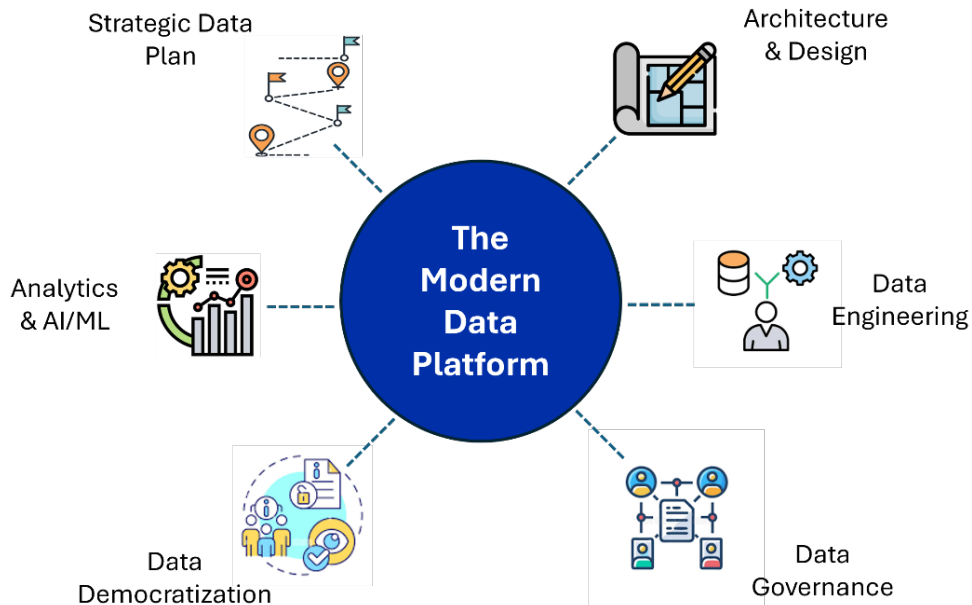 Strategic Data
Plan
Architecture
& Design
The
Modern
Data
Platform
Analytics
& AI/ML
Data
Engineering
Data
Democratization
Data
Governance